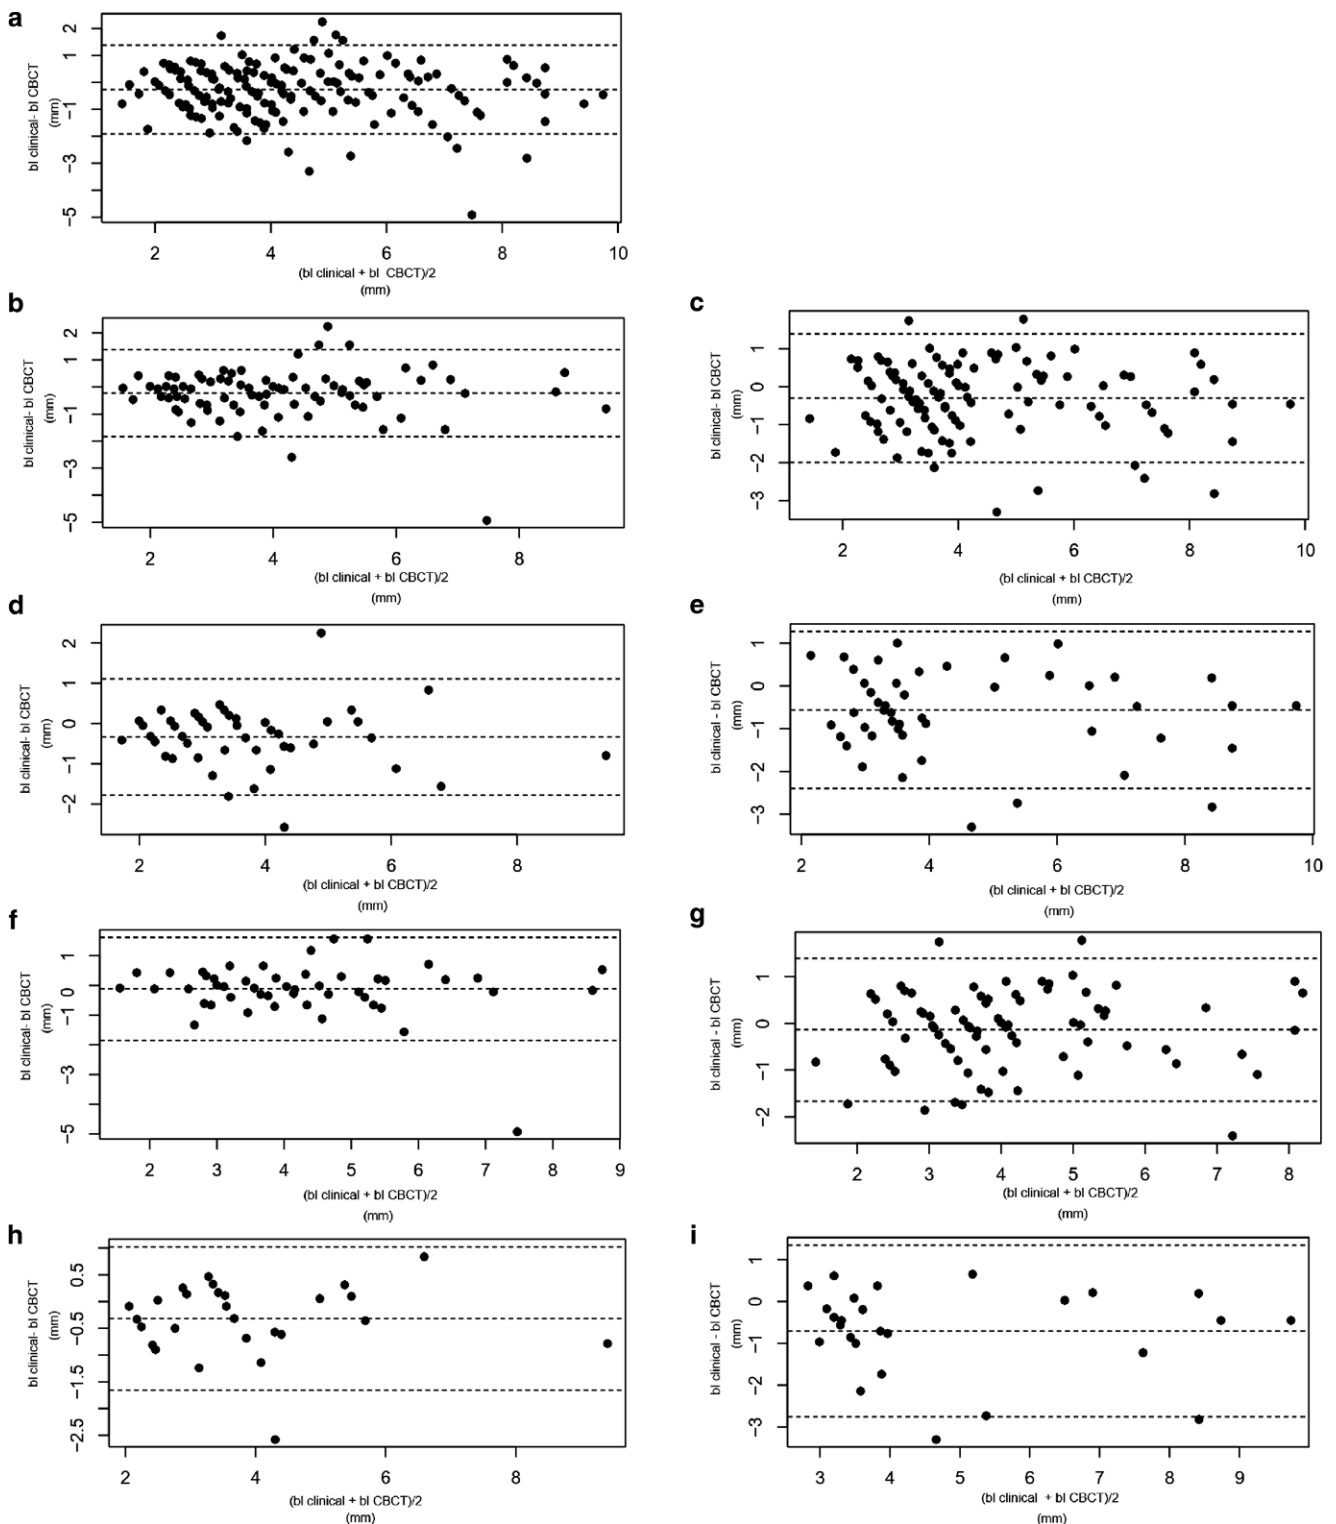 a
bl clinical- bl CBCT
(mm)
2
1
−1
−3
−5
2 4 6 8 10
(bl clinical + bl CBCT)/2
(mm)
b
bl clinical- bl CBCT
(mm)
2
1
−1
−3
−5
2 4 6 8
(bl clinical + bl CBCT)/2
(mm)
c
bl clinical- bl CBCT
(mm)
1
0
−1
−2
−3
2 4 6 8 10
(bl clinical + bl CBCT)/2
(mm)
d
bl clinical- bl CBCT
(mm)
2
1
0
−1
−2
2 4 6 8
(bl clinical + bl CBCT)/2
(mm)
e
bl clinical - bl CBCT
(mm)
1
0
−1
−2
−3
2 4 6 8 10
(bl clinical + bl CBCT)/2
(mm)
f
bl clinical- bl CBCT
(mm)
1
0
−1
−3
−5
2 3 4 5 6 7 8 9
(bl clinical + bl CBCT)/2
(mm)
g
bl clinical - bl CBCT
(mm)
1
0
−1
−2
2 3 4 5 6 7 8
(bl clinical + bl CBCT)/2
(mm)
h
bl clinical- bl CBCT
(mm)
0.5
−0.5
−1.5
−2.5
2 4 6 8
(bl clinical + bl CBCT)/2
(mm)
i
bl clinical - bl CBCT
(mm)
1
0
−1
−2
−3
3 4 5 6 7 8 9
(bl clinical + bl CBCT)/2
(mm)